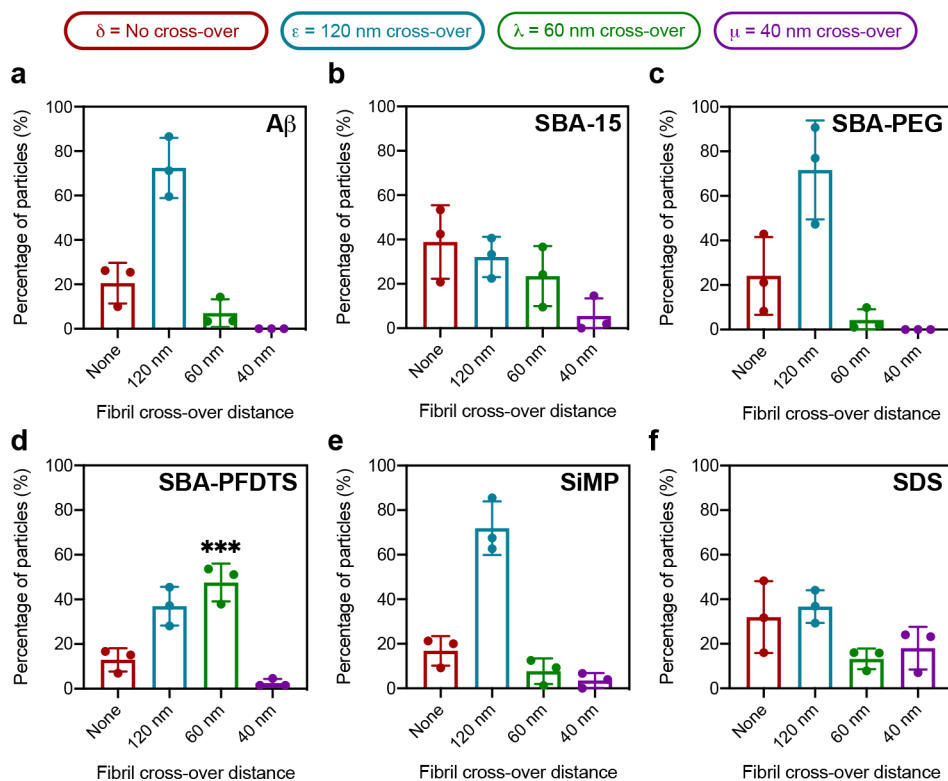 δ = No cross-over
ε = 120 nm cross-over
λ = 60 nm cross-over
μ = 40 nm cross-over
a
Aβ
Percentage of particles (%)
100
80
60
40
20
0
None
120 nm
60 nm
40 nm
Fibril cross-over distance
b
SBA-15
Percentage of particles (%)
100
80
60
40
20
0
None
120 nm
60 nm
40 nm
Fibril cross-over distance
c
SBA-PEG
Percentage of particles (%)
100
80
60
40
20
0
None
120 nm
60 nm
40 nm
Fibril cross-over distance
d
SBA-PFDTS
Percentage of particles (%)
100
80
60
40
20
0
***
None
120 nm
60 nm
40 nm
Fibril cross-over distance
e
SiMP
Percentage of particles (%)
100
80
60
40
20
0
None
120 nm
60 nm
40 nm
Fibril cross-over distance
f
SDS
Percentage of particles (%)
100
80
60
40
20
0
None
120 nm
60 nm
40 nm
Fibril cross-over distance